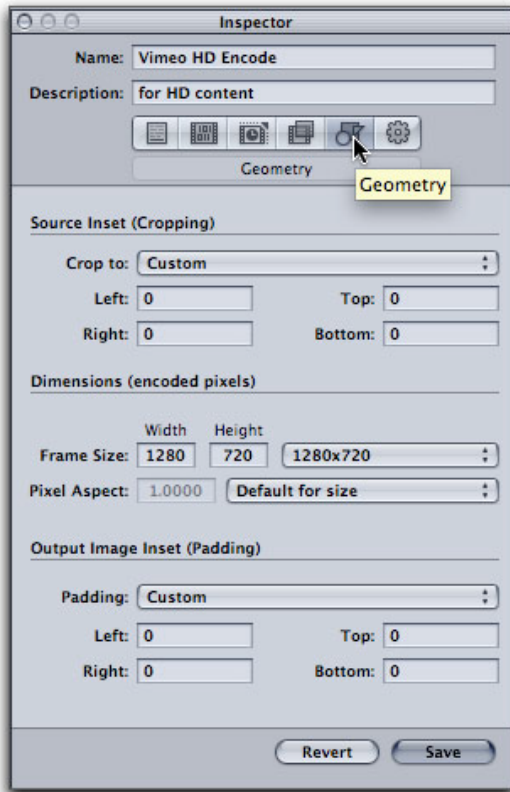 Inspector
Name: Vimeo HD Encode
Description: for HD content
Geometry
Geometry
Source Inset (Cropping)
Crop to: Custom
Left: 0 Top: 0
Right: 0 Bottom: 0
Dimensions (encoded pixels)
Width Height
Frame Size: 1280 720 1280x720
Pixel Aspect: 1.0000 Default for size
Output Image Inset (Padding)
Padding: Custom
Left: 0 Top: 0
Right: 0 Bottom: 0
Revert Save